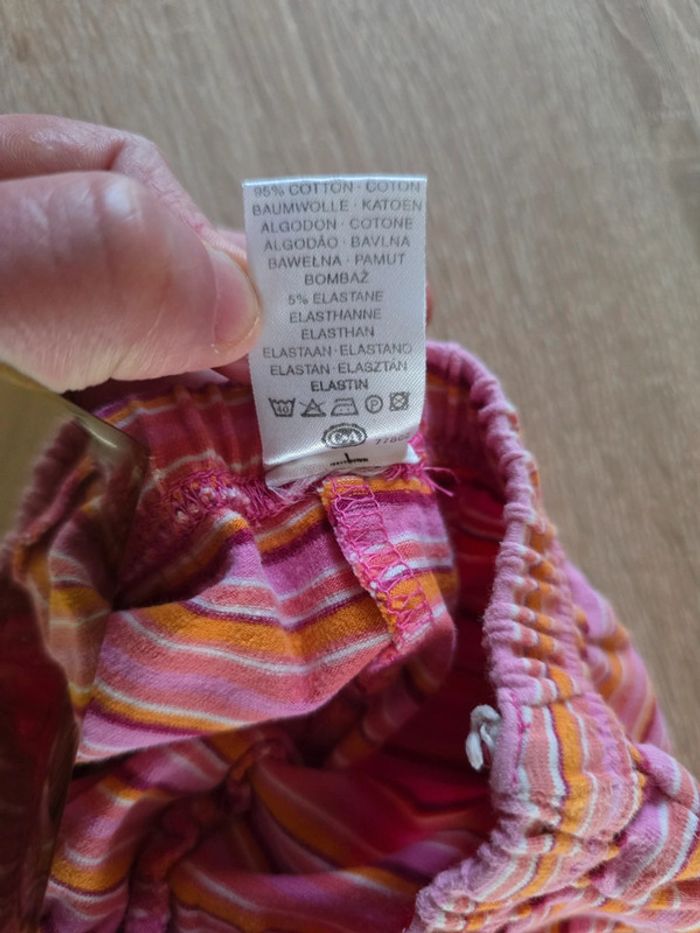 95% COTTON · COTON
BAUMWOLLE · KATOEN
ALGODON · COTONE
ALGODÃO · BAVLNA
BAWEŁNA · PAMUT
BOMBAŽ
5% ELASTANE
ELASTHANNE
ELASTHAN
ELASTAAN · ELASTANO
ELASTAN · ELASZTÁN
ELASTIN
40 P
C&A